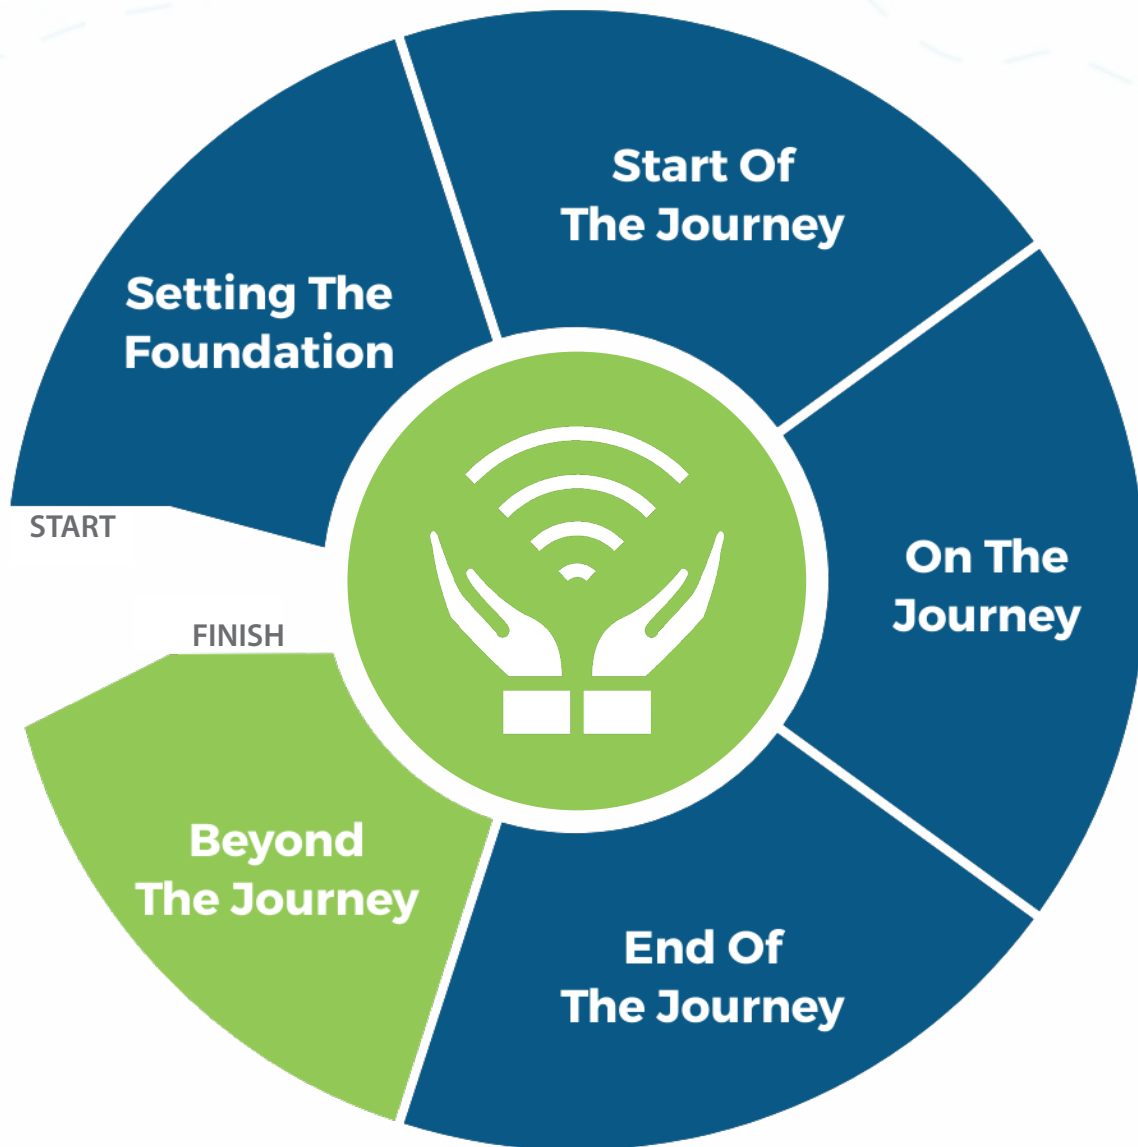 START
Setting The
Foundation
Start Of
The Journey
On The
Journey
End Of
The Journey
Beyond
The Journey
FINISH